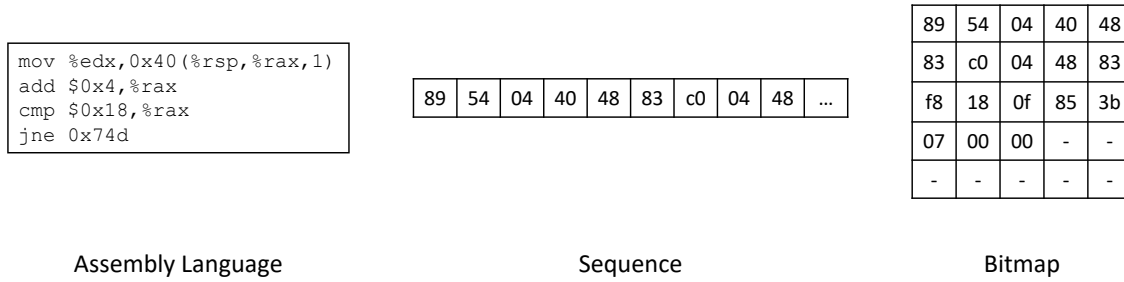 mov %edx,0x40(%rsp,%rax,1)
add $0x4,%rax
cmp $0x18,%rax
jne 0x74d
89 54 04 40 48 83 c0 04 48 ...
89 54 04 40 48
83 c0 04 48 83
f8 18 0f 85 3b
07 00 00 - -
- - - - -
Assembly Language
Sequence
Bitmap